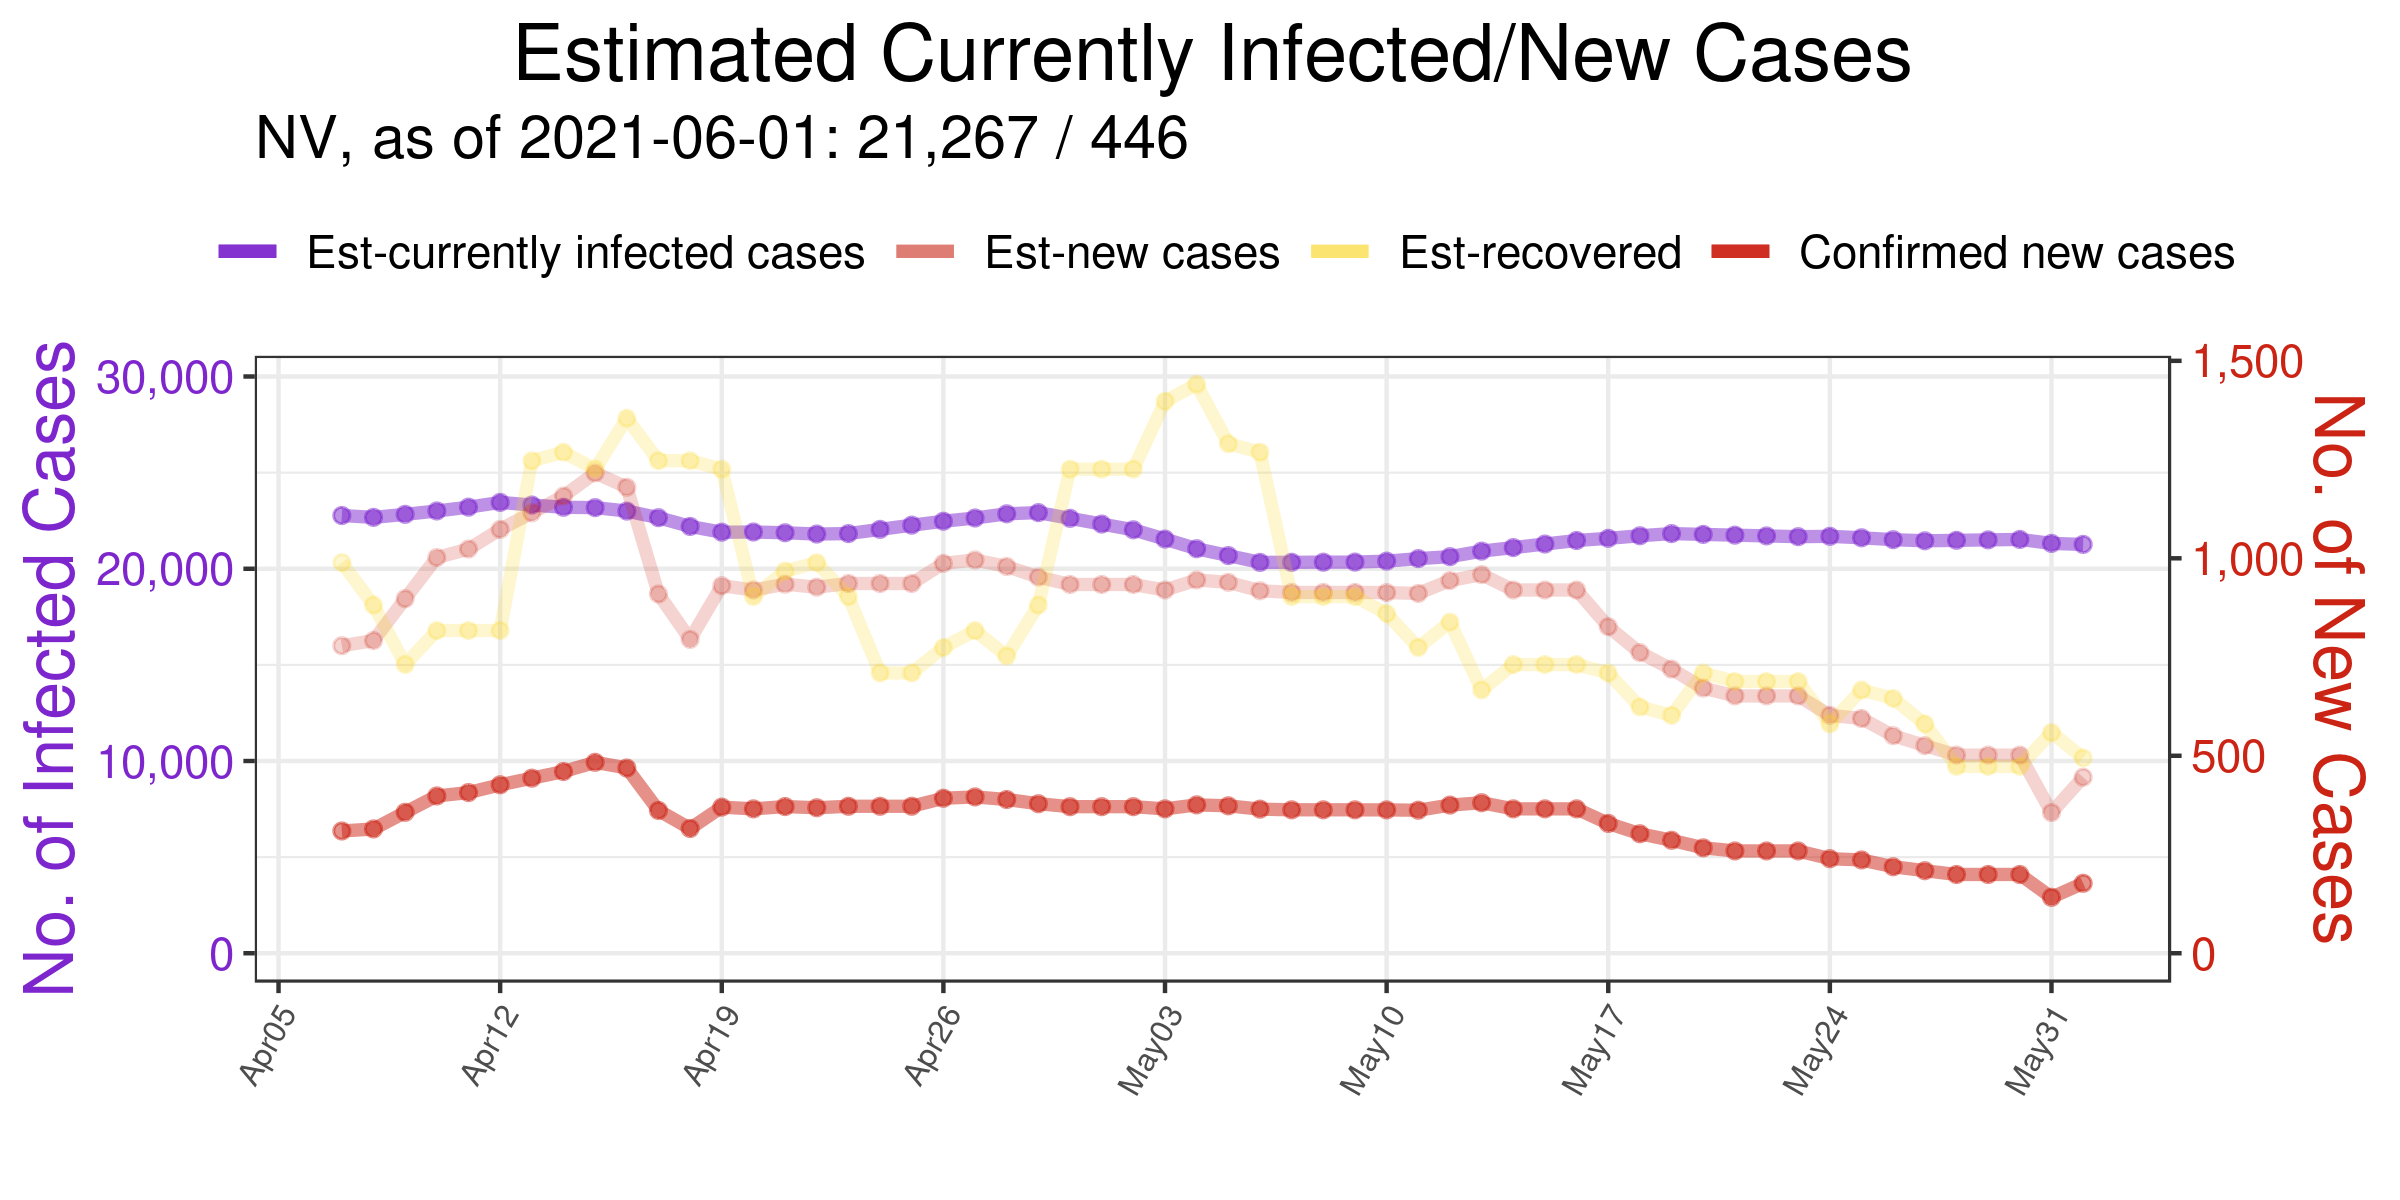 Estimated Currently Infected/New Cases
NV, as of 2021-06-01: 21,267 / 446
Est-currently infected cases Est-new cases Est-recovered Confirmed new cases
No. of Infected Cases
30,000
20,000
10,000
0
1,500
1,000
500
0
No. of New Cases
Apr05 Apr12 Apr19 Apr26 May03 May10 May17 May24 May31